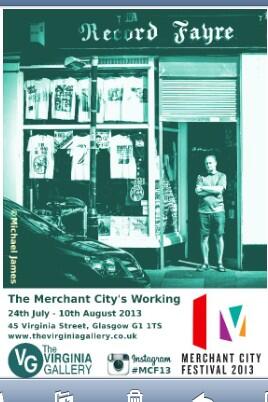 Record Fayre
©Michael James
The Merchant City's Working
24th July - 10th August 2013
45 Virginia Street, Glasgow G1 1TS
www.thevirginiagallery.co.uk
VG The
VIRGINIA
GALLERY
Instagram
#MCF13
M
MERCHANT CITY
FESTIVAL 2013